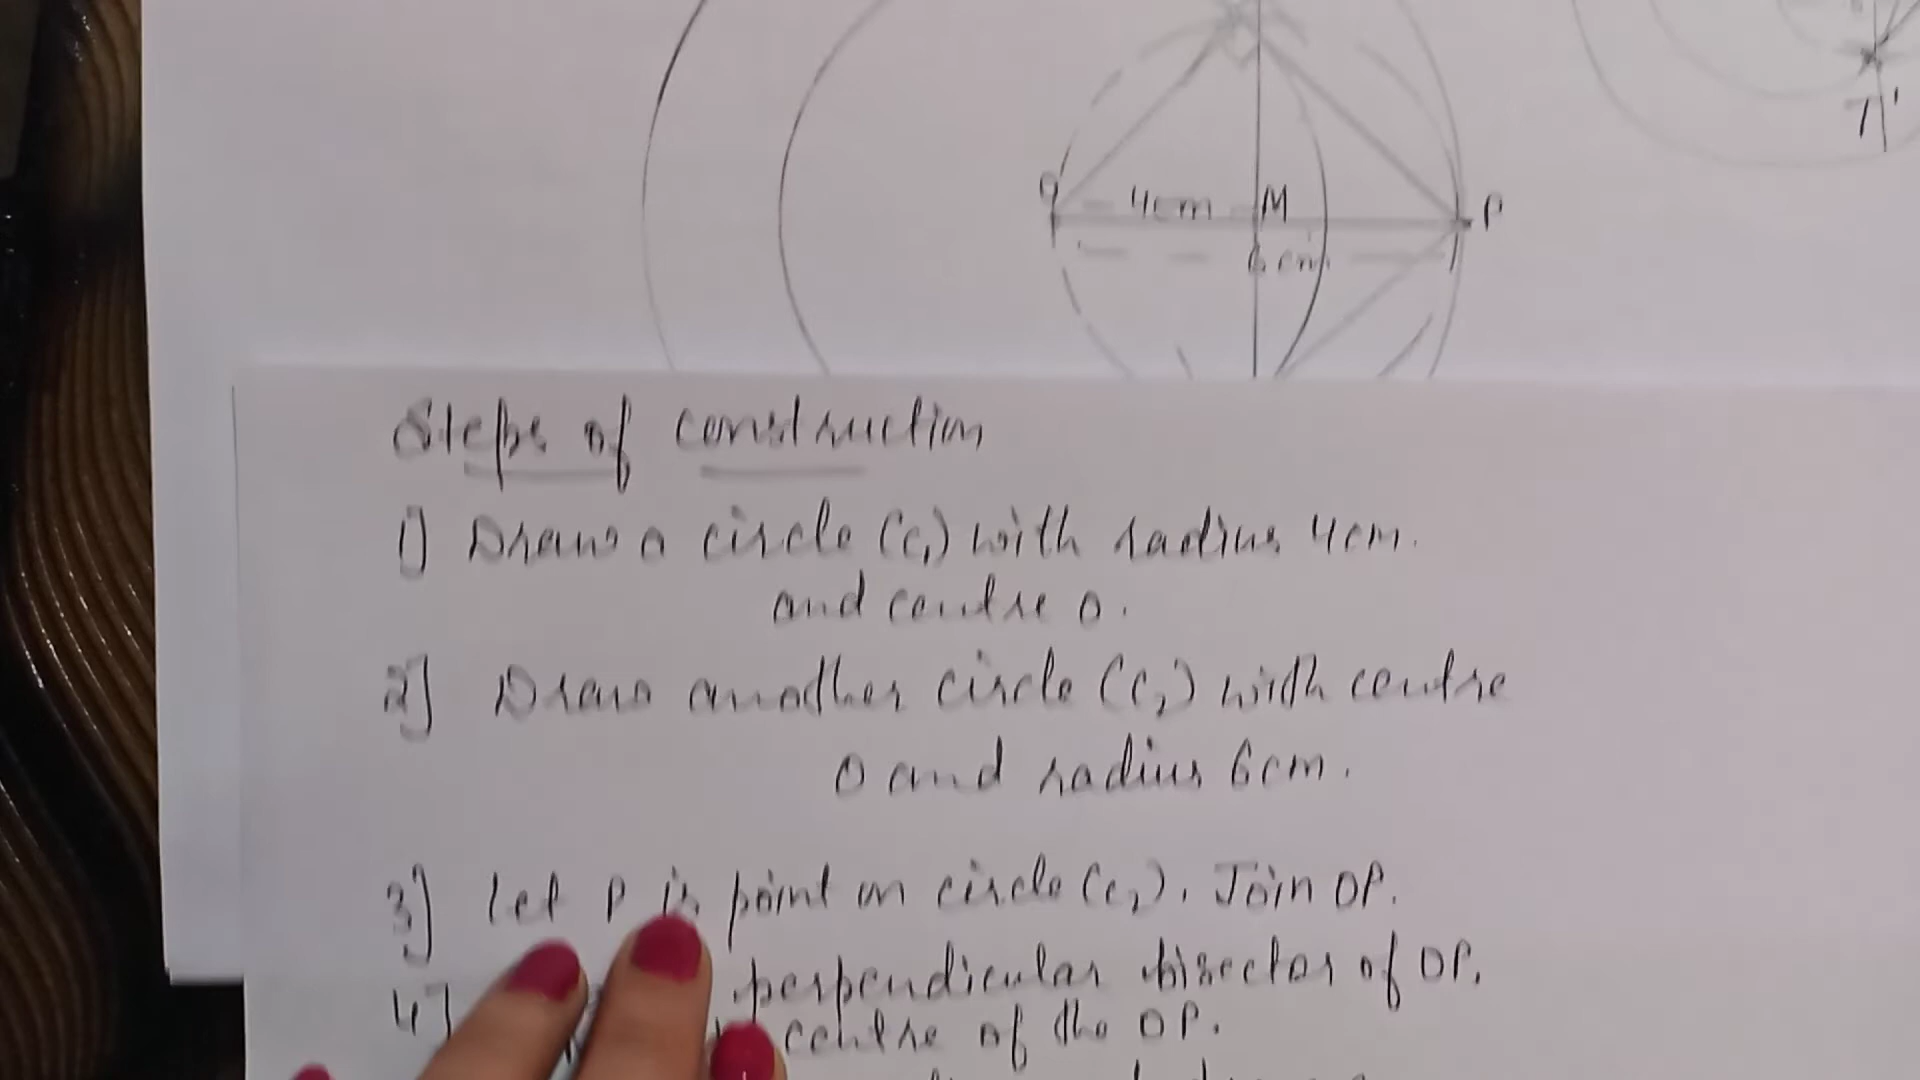 T'
O
4cm
M
P
6cm
Steps of construction
1) Draw a circle (C₁) with radius 4cm.
and centre O.
2) Draw another circle (C₂) with centre
O and radius 6cm.
3) Let P is point on circle (C₂). Join OP.
4) perpendicular bisector of OP.
centre of the OP.